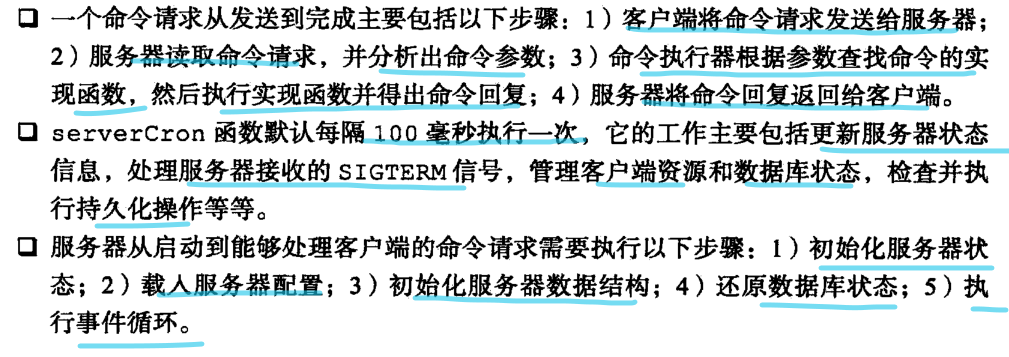 ❏ 一个命令请求从发送到完成主要包括以下步骤：1）客户端将命令请求发送给服务器；
2）服务器读取命令请求，并分析出命令参数；3）命令执行器根据参数查找命令的实
现函数，然后执行实现函数并得出命令回复；4）服务器将命令回复返回给客户端。
❏ serverCron 函数默认每隔 100 毫秒执行一次，它的工作主要包括更新服务器状态
信息，处理服务器接收的 SIGTERM 信号，管理客户端资源和数据库状态，检查并执
行持久化操作等等。
❏ 服务器从启动到能够处理客户端的命令请求需要执行以下步骤：1）初始化服务器状
态；2）载入服务器配置；3）初始化服务器数据结构；4）还原数据库状态；5）执
行事件循环。